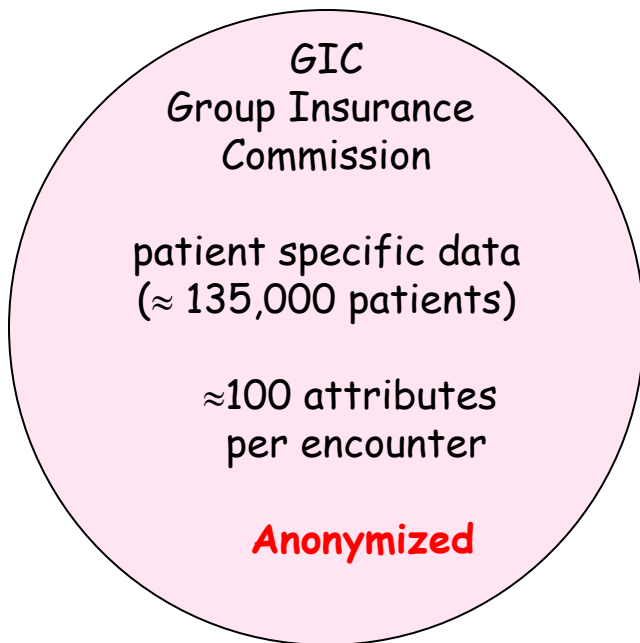 GIC
Group Insurance
Commission
patient specific data
(≈ 135,000 patients)
≈100 attributes
per encounter
Anonymized